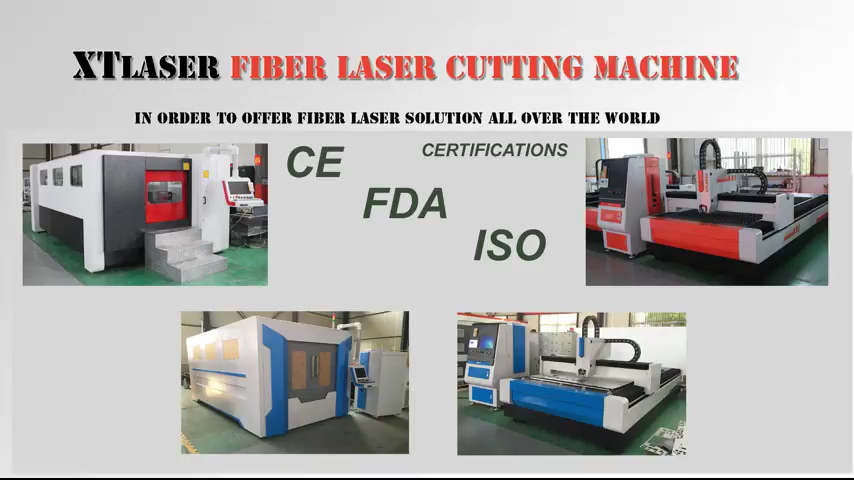 XTLASER FIBER LASER CUTTING MACHINE
IN ORDER TO OFFER FIBER LASER SOLUTION ALL OVER THE WORLD
CE
CERTIFICATIONS
FDA
ISO